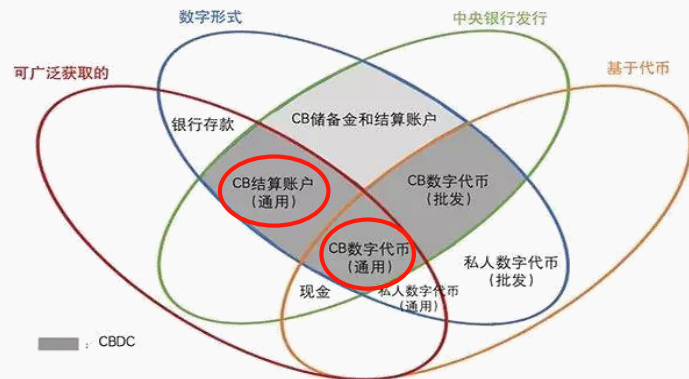 数字形式
中央银行发行
可广泛获取的
基于代币
银行存款
CB储备金和结算账户
CB结算账户
(通用)
CB数字代币
(批发)
CB数字代币
(通用)
私人数字代币
(批发)
现金
私人数字代币
(通用)
: CBDC